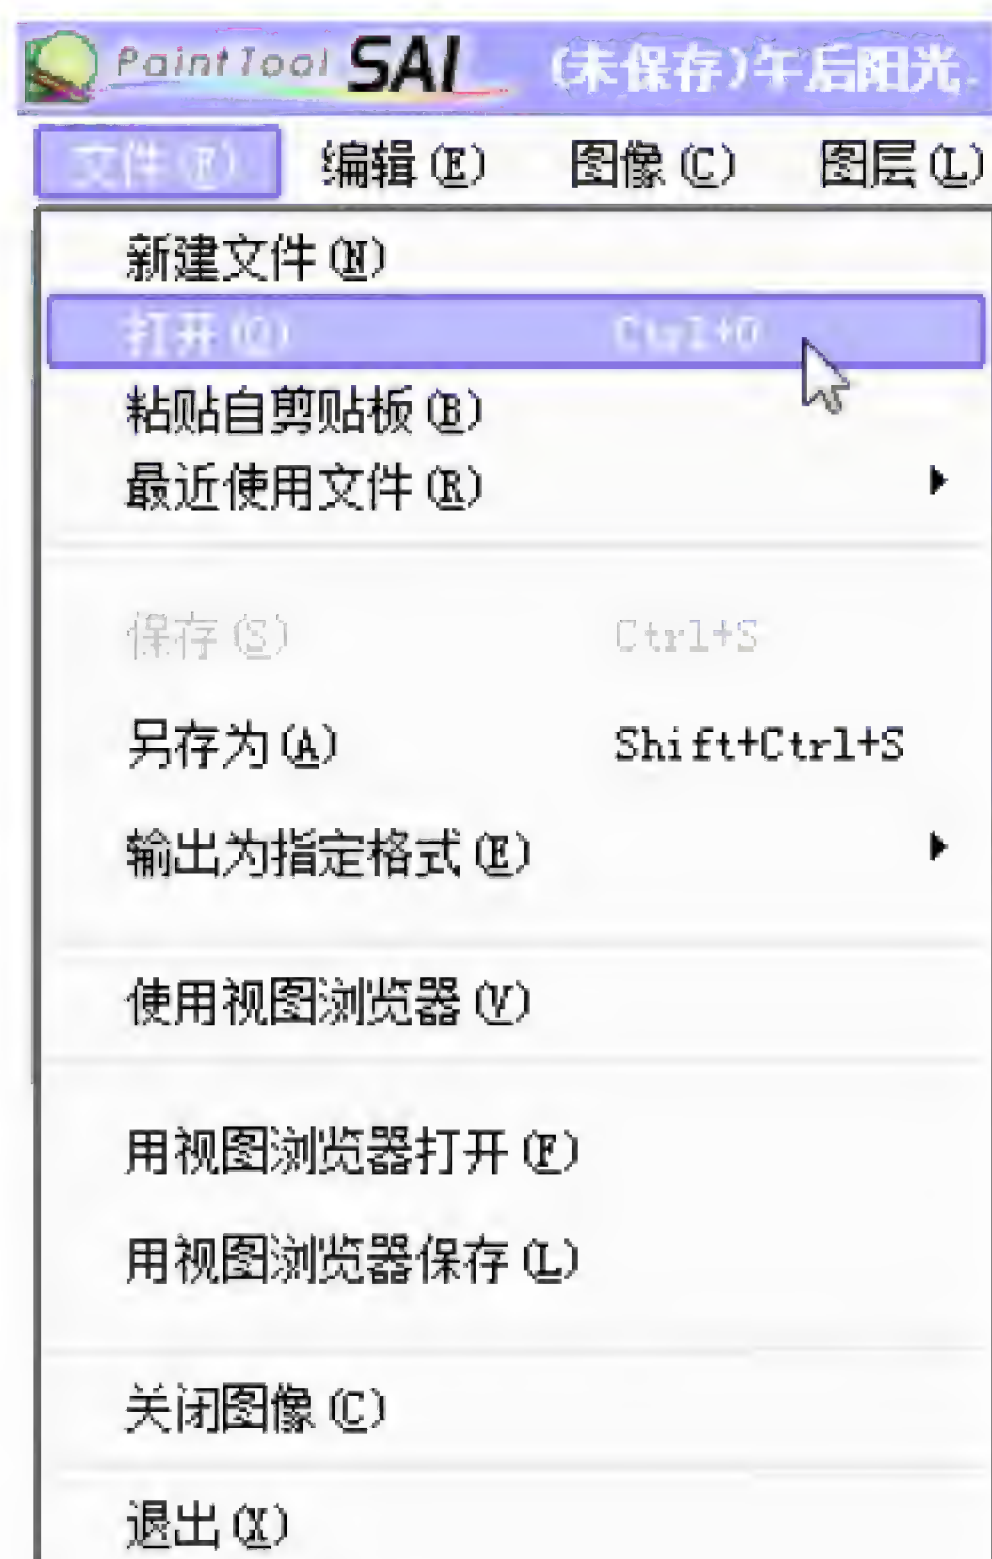 PaintTool SAI (未保存)午后阳光.
文件(F) 编辑(E) 图像(C) 图层(L)
新建文件(N)
打开(O) Ctrl+O
粘贴自剪贴板(B)
最近使用文件(R)
保存(S) Ctrl+S
另存为(A) Shift+Ctrl+S
输出为指定格式(E)
使用视图浏览器(V)
用视图浏览器打开(F)
用视图浏览器保存(L)
关闭图像(C)
退出(X)